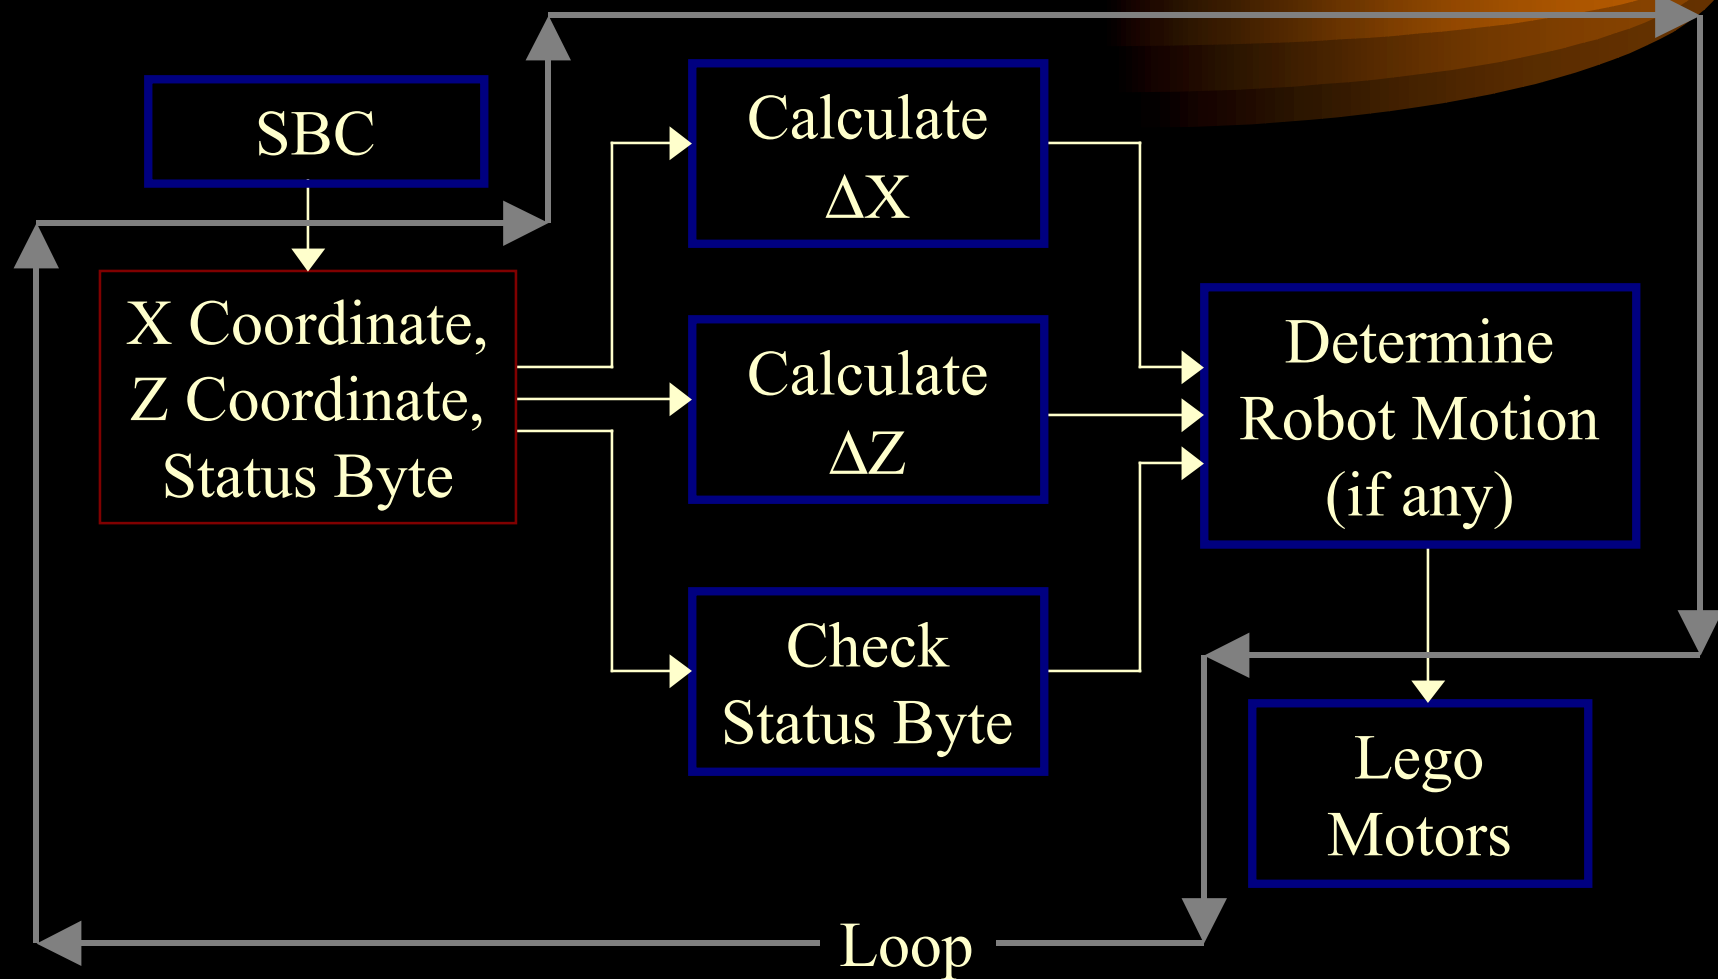 SBC
X Coordinate,
Z Coordinate,
Status Byte
Calculate
ΔX
Calculate
ΔZ
Check
Status Byte
Determine
Robot Motion
(if any)
Lego
Motors
Loop